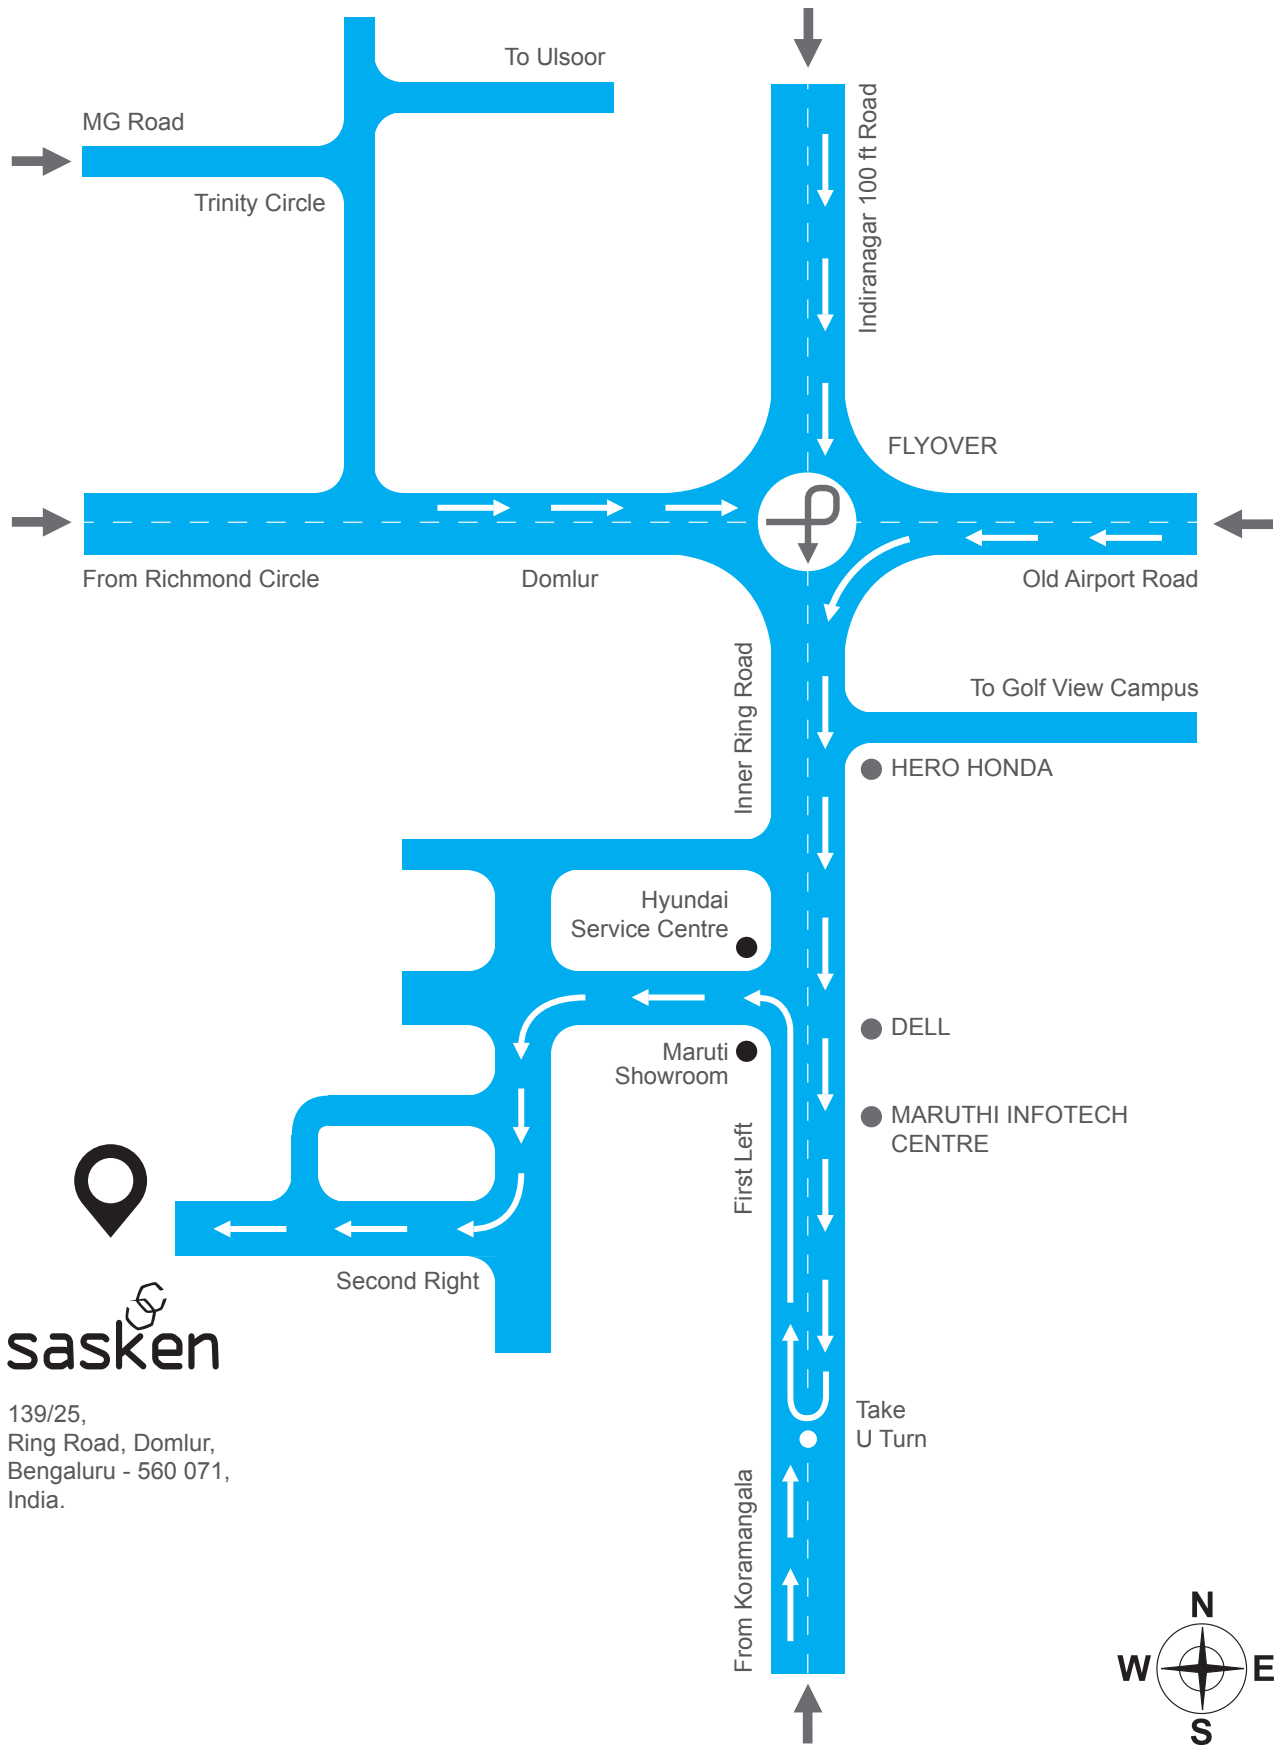 To Ulsoor
MG Road
Trinity Circle
Indiranagar 100 ft Road
FLYOVER
From Richmond Circle
Domlur
Old Airport Road
Inner Ring Road
To Golf View Campus
HERO HONDA
Hyundai
Service Centre
DELL
Maruti
Showroom
MARUTHI INFOTECH
CENTRE
First Left
Second Right
sasken
139/25,
Ring Road, Domlur,
Bengaluru - 560 071,
India.
Take
U Turn
From Koramangala
N
W
E
S